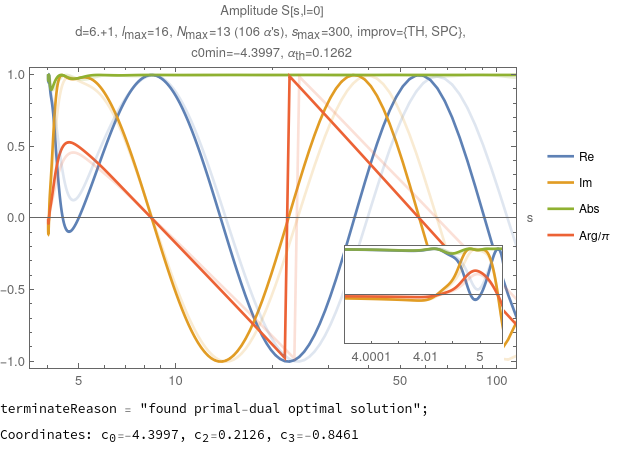 Amplitude S[s,l=0]
d=6.+1, lmax=16, Nmax=13 (106 α's), smax=300, improv={TH, SPC},
c0min=−4.3997, αth=0.1262
1.0
0.5
0.0
−0.5
−1.0
5
10
50
100
s
4.0001
4.01
5
Re
Im
Abs
Arg/π
terminateReason = "found primal-dual optimal solution";
Coordinates: c0=-4.3997, c2=0.2126, c3=-0.8461